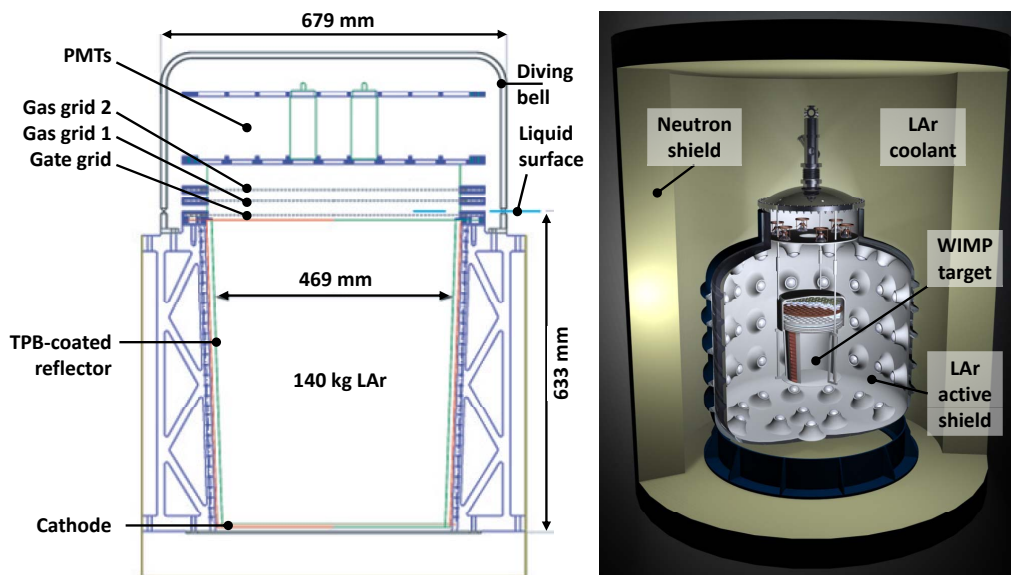 679 mm
PMTs
Diving
bell
Gas grid 2
Gas grid 1
Gate grid
Liquid
surface
469 mm
TPB-coated
reflector
140 kg LAr
633 mm
Cathode
Neutron
shield
LAr
coolant
WIMP
target
LAr
active
shield